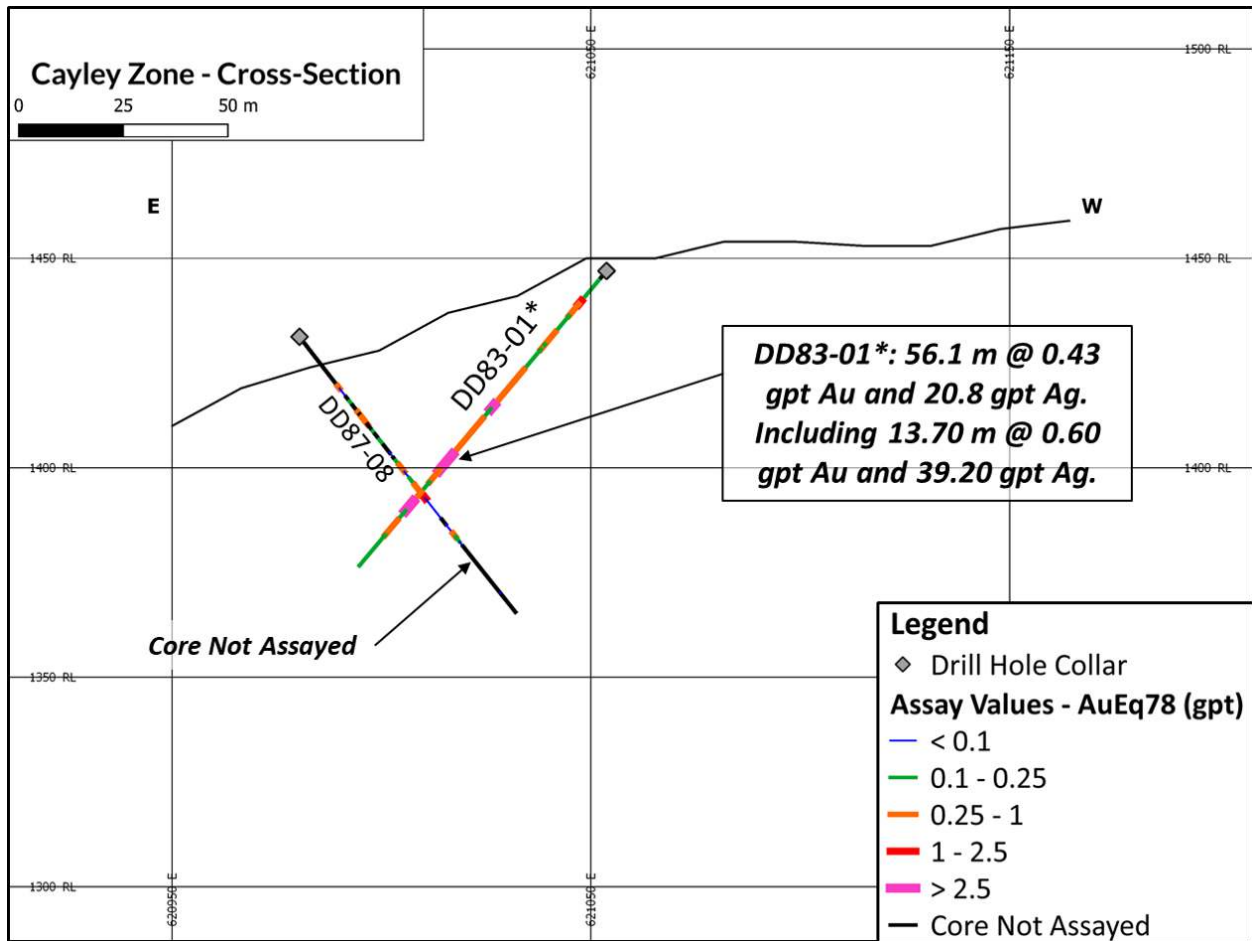 Cayley Zone - Cross-Section
0 25 50 m
621050 E
621150 E
1500 RL
1500 RL
E
W
1450 RL
1450 RL
DD83-01*
DD87-08
DD83-01*: 56.1 m @ 0.43
gpt Au and 20.8 gpt Ag.
Including 13.70 m @ 0.60
gpt Au and 39.20 gpt Ag.
1400 RL
1400 RL
Core Not Assayed
1350 RL
1300 RL
620950 E
621050 E
Legend
Drill Hole Collar
Assay Values - AuEq78 (gpt)
< 0.1
0.1 - 0.25
0.25 - 1
1 - 2.5
> 2.5
Core Not Assayed